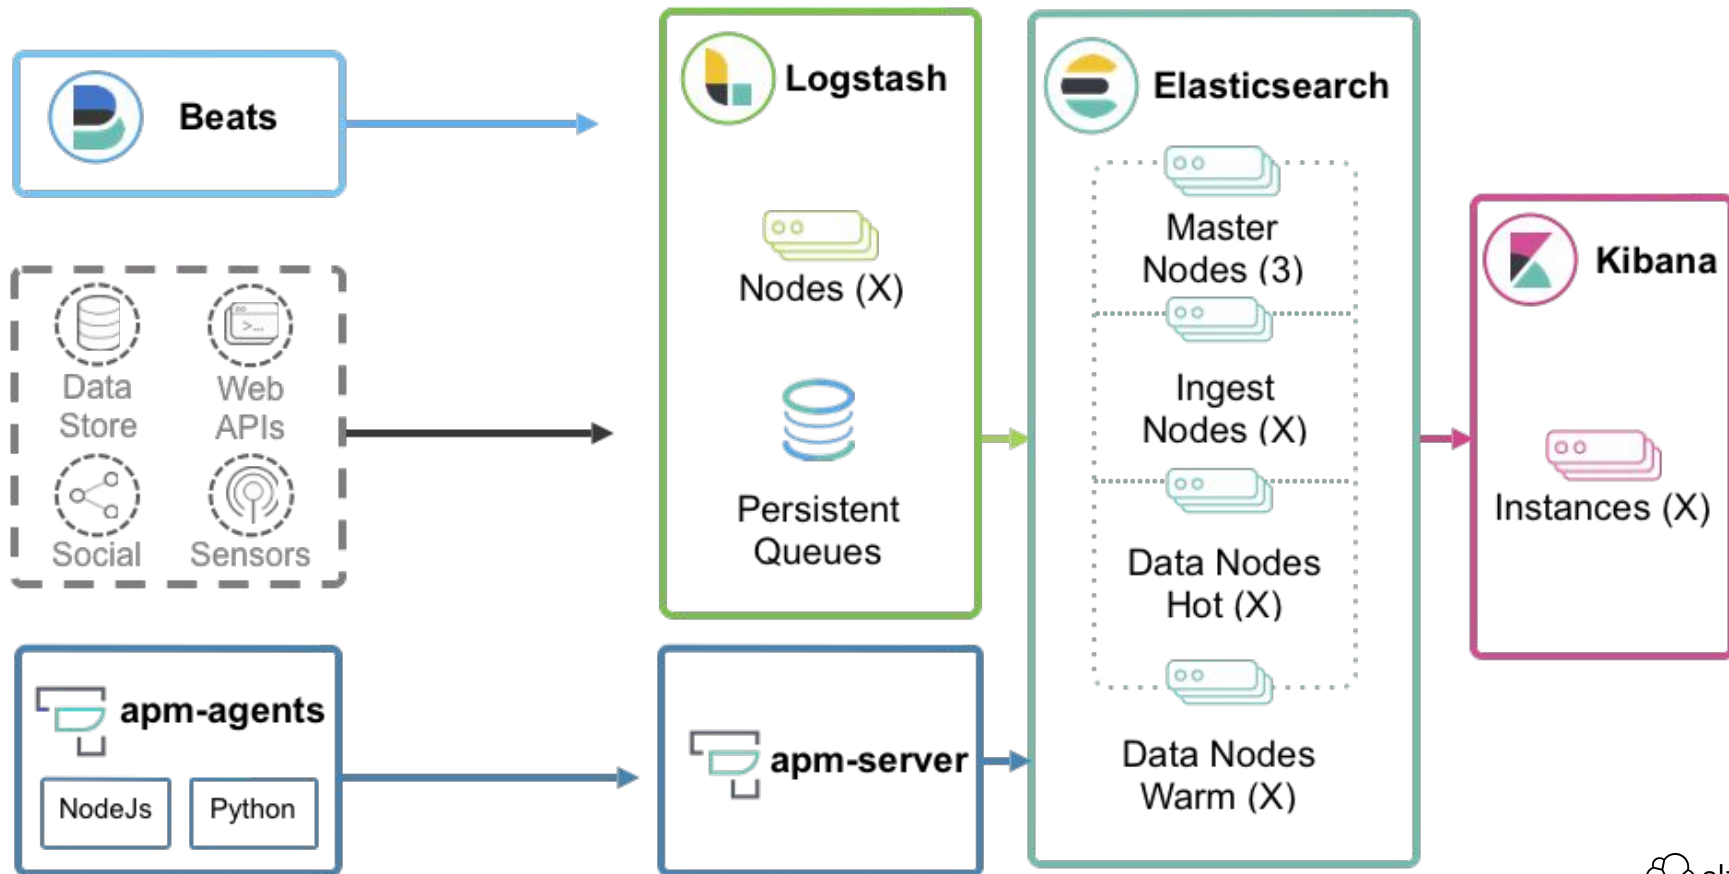 Beats
Data
Store
Web
APIs
Social
Sensors
apm-agents
NodeJs
Python
Logstash
Nodes (X)
Persistent
Queues
apm-server
Elasticsearch
Master
Nodes (3)
Ingest
Nodes (X)
Data Nodes
Hot (X)
Data Nodes
Warm (X)
Kibana
Instances (X)
>...